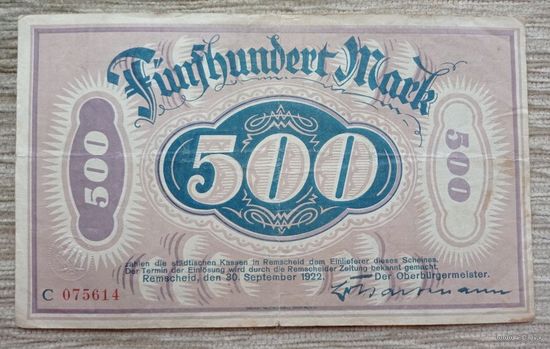 Fünfhundert Mark
500
500
500
zahlen die städtischen Kassen in Remscheid dem Einlieferer dieses Scheines.
Der Termin der Einlösung wird durch die Remscheider Zeitung bekannt gemacht.
Remscheid, den 30. September 1922.
Der Oberbürgermeister.
C 075614